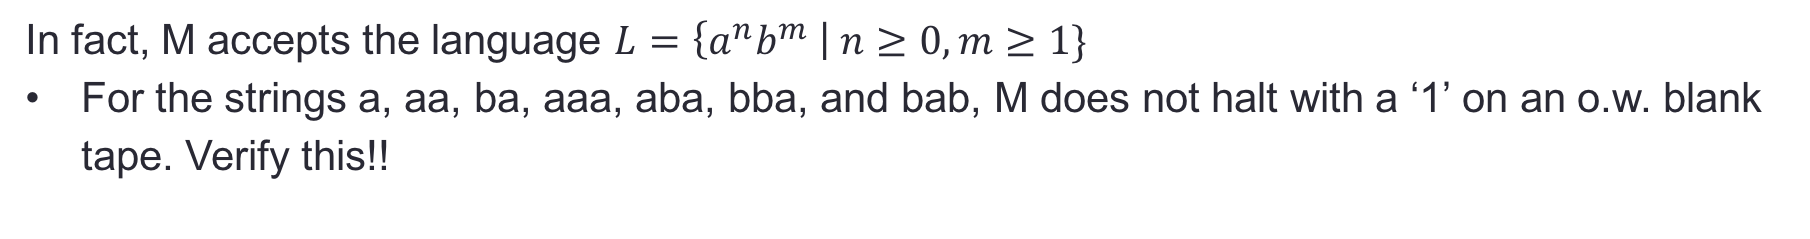 In fact, M accepts the language 𝐿 = {𝑎ⁿ𝑏ᵐ | 𝑛 ≥ 0, 𝑚 ≥ 1}
• For the strings a, aa, ba, aaa, aba, bba, and bab, M does not halt with a ‘1’ on an o.w. blank
tape. Verify this!!